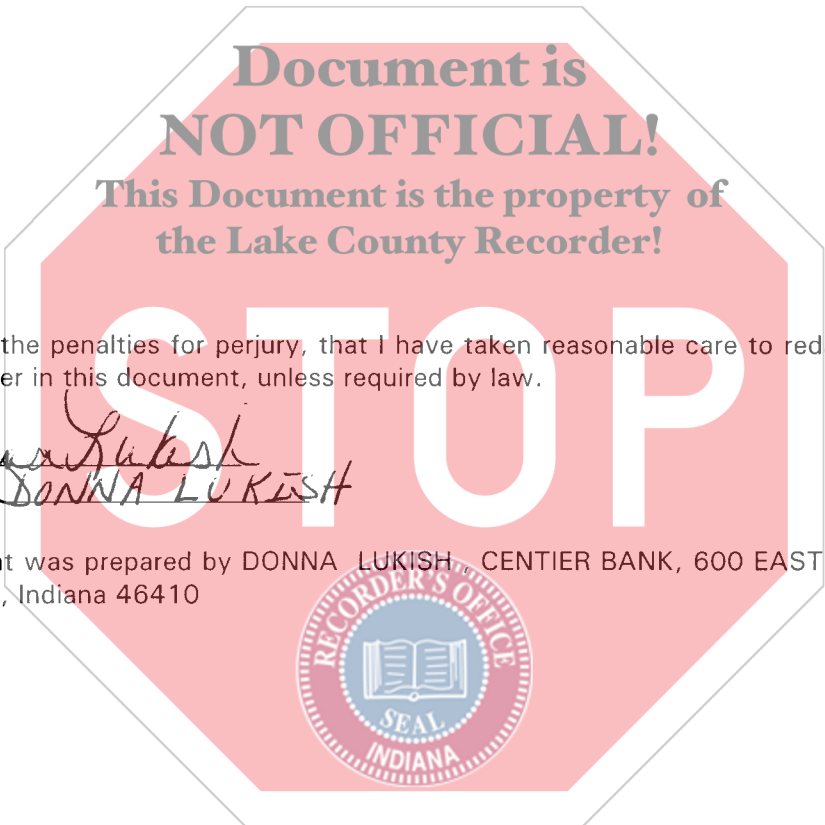 Document is
NOT OFFICIAL!
This Document is the property of
the Lake County Recorder!
STOP
the penalties for perjury, that I have taken reasonable care to red
er in this document, unless required by law.
Lukish
DONNA LUKISH
t was prepared by DONNA LUKISH , CENTIER BANK, 600 EAST
, Indiana 46410
RECORDER'S OFFICE
SEAL
INDIANA